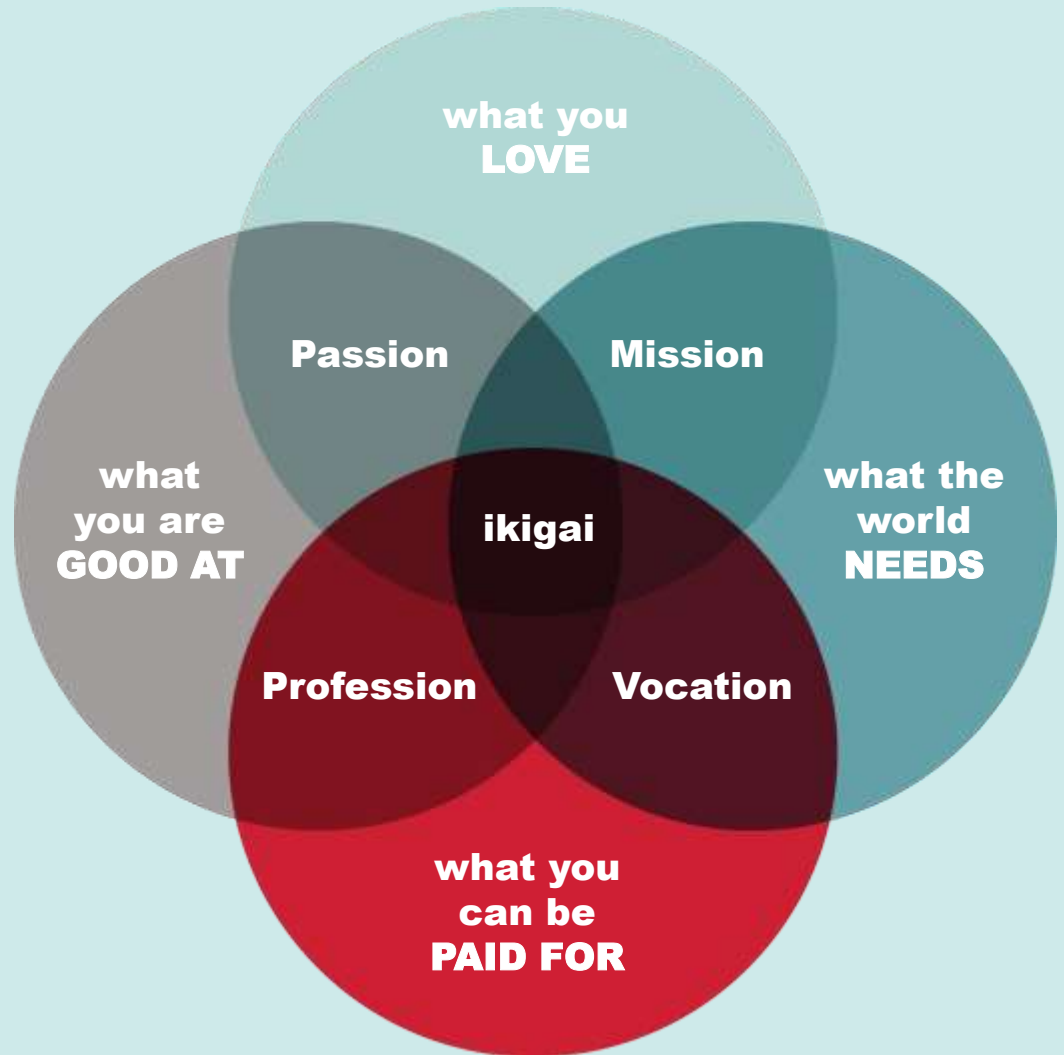 what you
LOVE
Passion
Mission
what
you are
GOOD AT
ikigai
what the
world
NEEDS
Profession
Vocation
what you
can be
PAID FOR